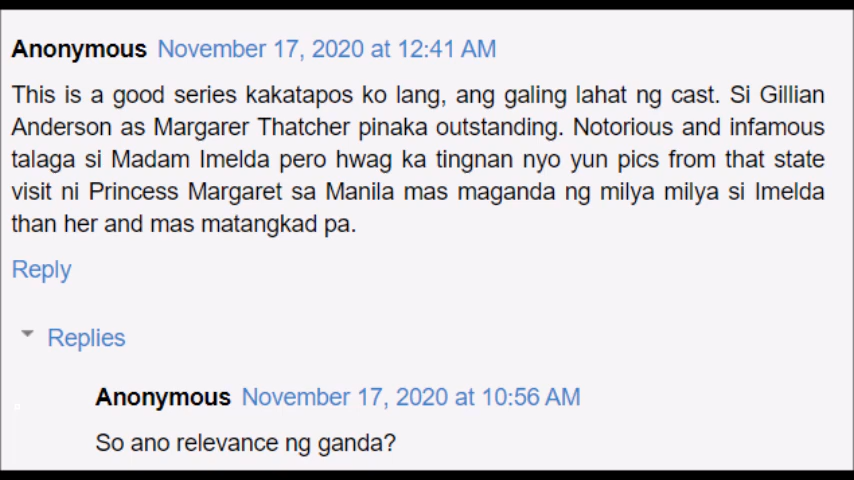 Anonymous November 17, 2020 at 12:41 AM
This is a good series kakatapos ko lang, ang galing lahat ng cast. Si Gillian
Anderson as Margarer Thatcher pinaka outstanding. Notorious and infamous
talaga si Madam Imelda pero hwag ka tingnan nyo yun pics from that state
visit ni Princess Margaret sa Manila mas maganda ng milya milya si Imelda
than her and mas matangkad pa.
Reply
Replies
Anonymous November 17, 2020 at 10:56 AM
So ano relevance ng ganda?